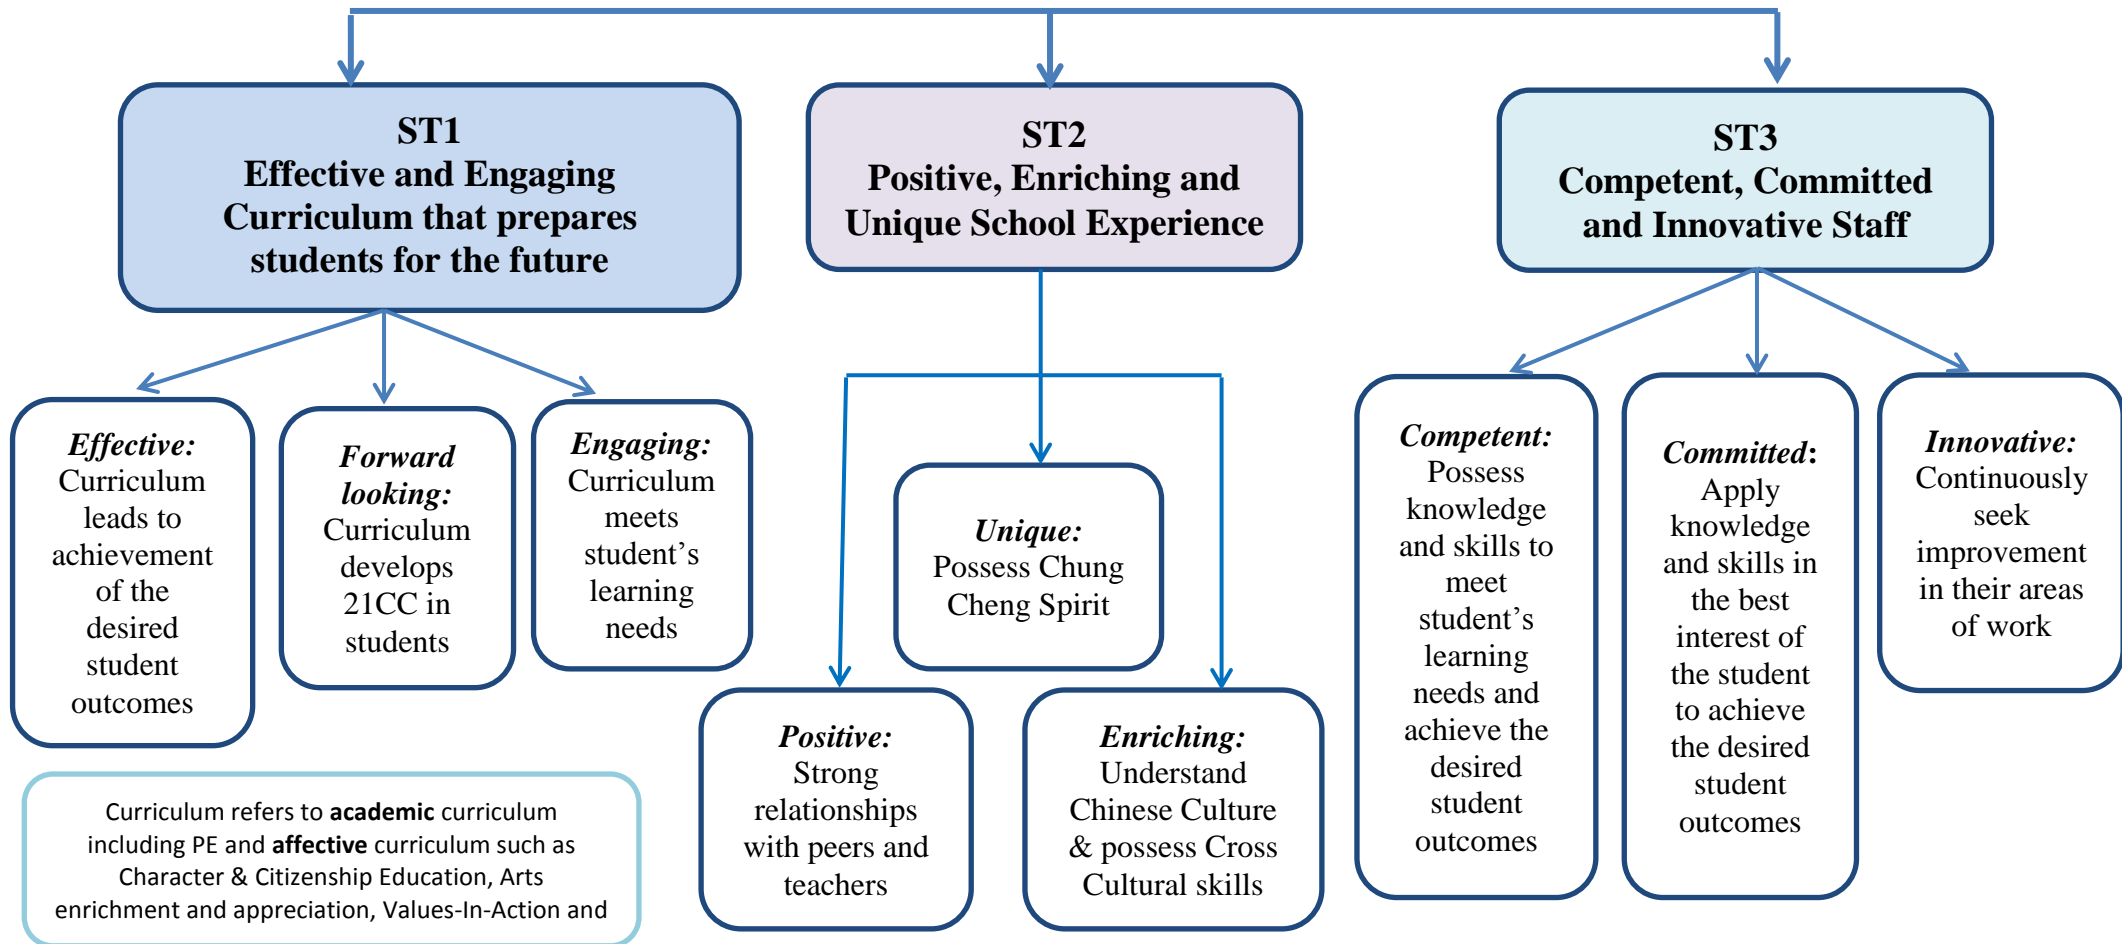 ST1
Effective and Engaging
Curriculum that prepares
students for the future
ST2
Positive, Enriching and
Unique School Experience
ST3
Competent, Committed
and Innovative Staff
Effective:
Curriculum
leads to
achievement
of the
desired
student
outcomes
Forward
looking:
Curriculum
develops
21CC in
students
Engaging:
Curriculum
meets
student’s
learning
needs
Unique:
Possess Chung
Cheng Spirit
Positive:
Strong
relationships
with peers and
teachers
Enriching:
Understand
Chinese Culture
& possess Cross
Cultural skills
Competent:
Possess
knowledge
and skills to
meet
student’s
learning
needs and
achieve the
desired
student
outcomes
Committed:
Apply
knowledge
and skills in
the best
interest of
the student
to achieve
the desired
student
outcomes
Innovative:
Continuously
seek
improvement
in their areas
of work
Curriculum refers to academic curriculum
including PE and affective curriculum such as
Character & Citizenship Education, Arts
enrichment and appreciation, Values-In-Action and